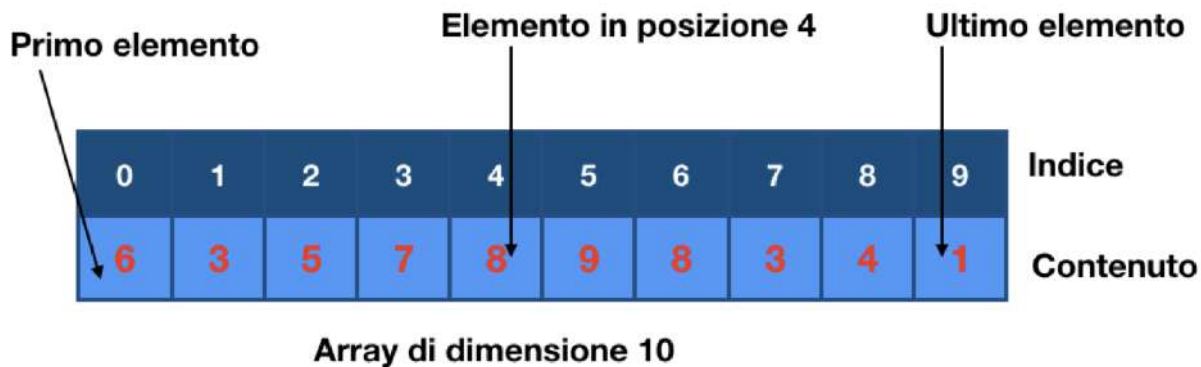 Primo elemento
Elemento in posizione 4
Ultimo elemento
0 1 2 3 4 5 6 7 8 9 Indice
6 3 5 7 8 9 8 3 4 1 Contenuto
Array di dimensione 10